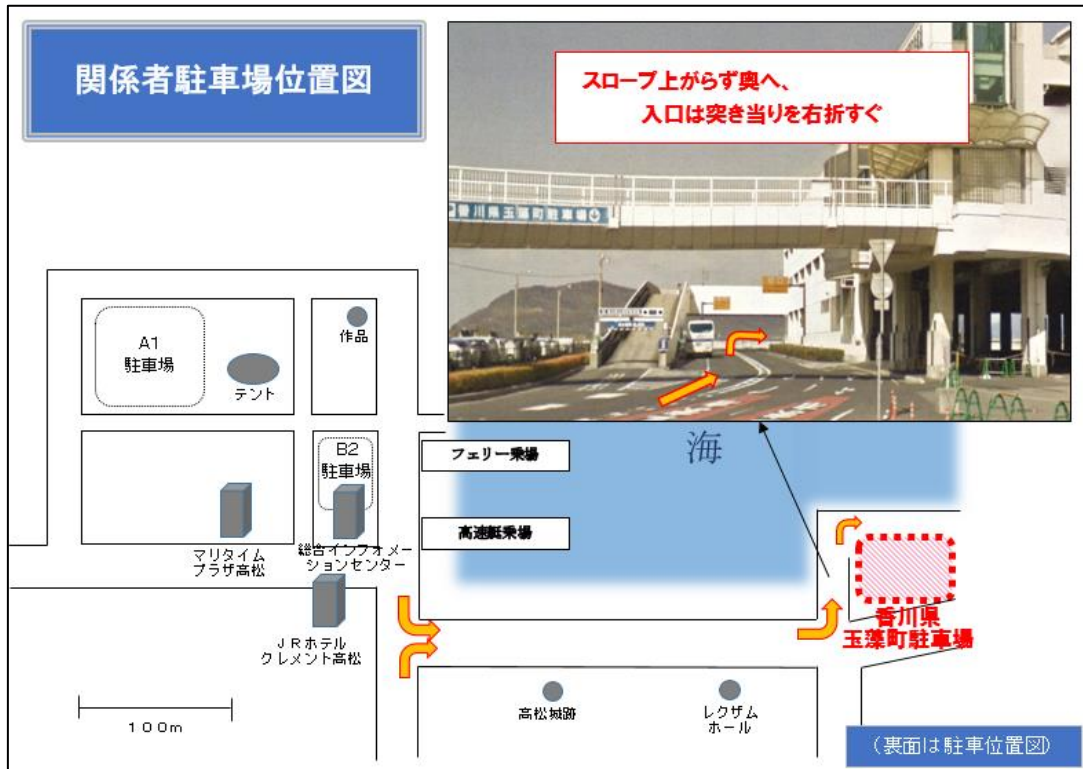 関係者駐車場位置図
スロープ上がらず奥へ、
入口は突き当りを右折すぐ
香川県玉藻町駐車場
A1
駐車場
テント
作品
B2
駐車場
マリタイム
プラザ高松
総合インフォメー
ションセンター
フェリー乗場
高速艇乗場
海
JRホテル
クレメント高松
100m
高松城跡
レクザム
ホール
香川県
玉藻町駐車場
(裏面は駐車位置図)